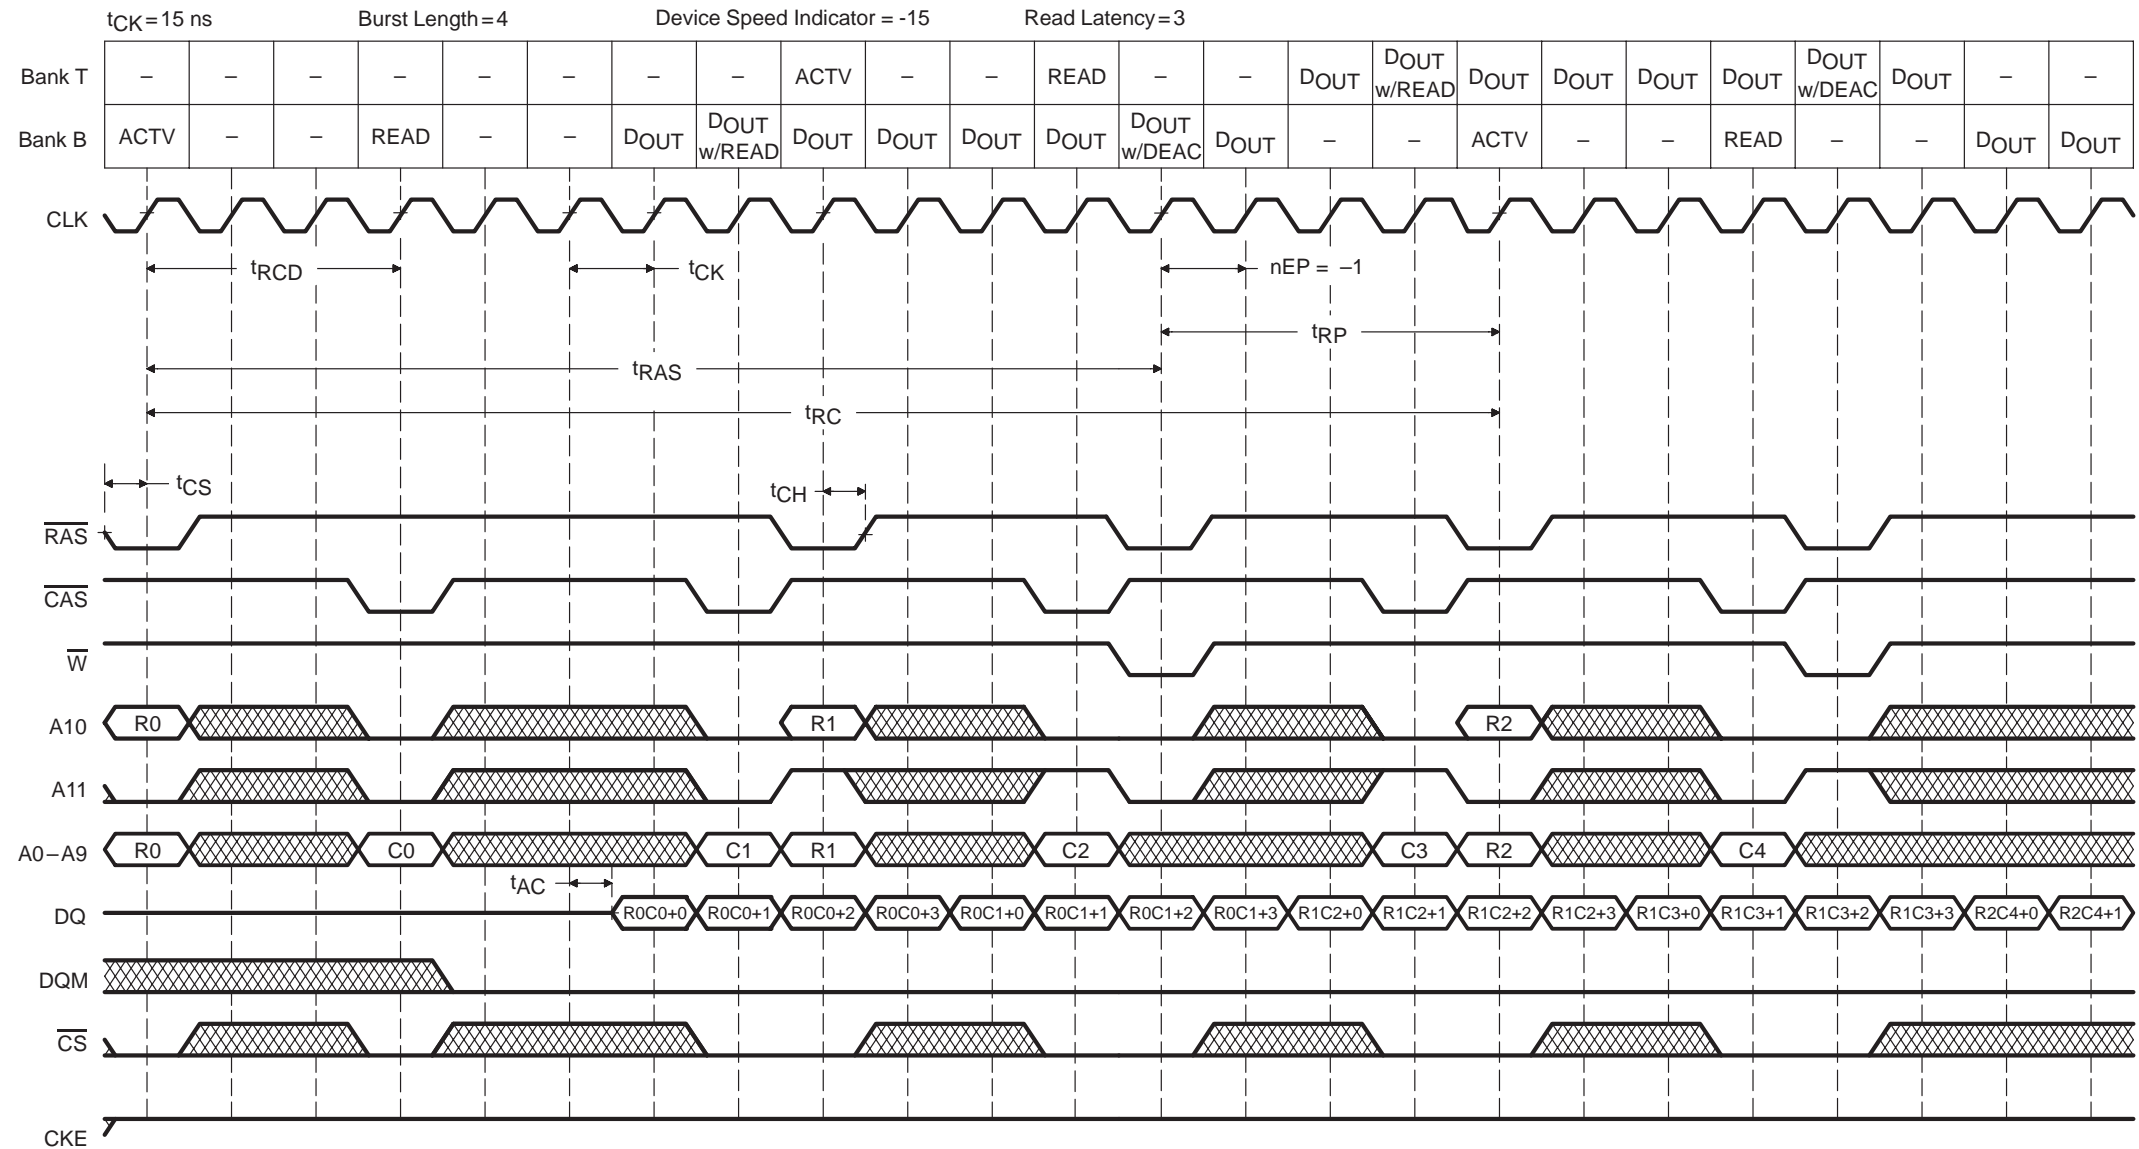 tCK=15 ns Burst Length=4 Device Speed Indicator = -15 Read Latency=3
Bank T – – – – – – – – ACTV – – READ – – DOUT DOUT w/READ DOUT DOUT DOUT DOUT DOUT w/DEAC DOUT – –
Bank B ACTV – – READ – – DOUT DOUT w/READ DOUT DOUT DOUT DOUT DOUT w/DEAC DOUT – – ACTV – – READ – – DOUT DOUT
CLK
tRCD tCK nEP = –1
tRP
tRAS
tRC
tCS tCH
RAS
CAS
W
A10 R0 R1 R2
A11
A0–A9 R0 C0 C1 R1 C2 C3 R2 C4
tAC
DQ R0C0+0 R0C0+1 R0C0+2 R0C0+3 R0C1+0 R0C1+1 R0C1+2 R0C1+3 R1C2+0 R1C2+1 R1C2+2 R1C2+3 R1C3+0 R1C3+1 R1C3+2 R1C3+3 R2C4+0 R2C4+1
DQM
CS
CKE